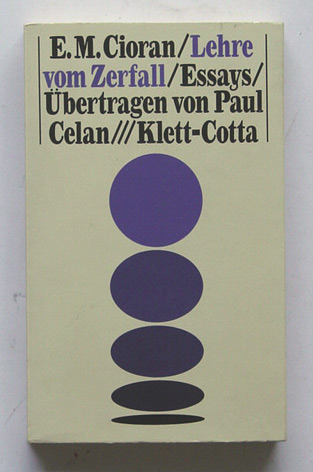 E. M. Cioran/Lehre
vom Zerfall/Essays/
Übertragen von Paul
Celan///Klett-Cotta